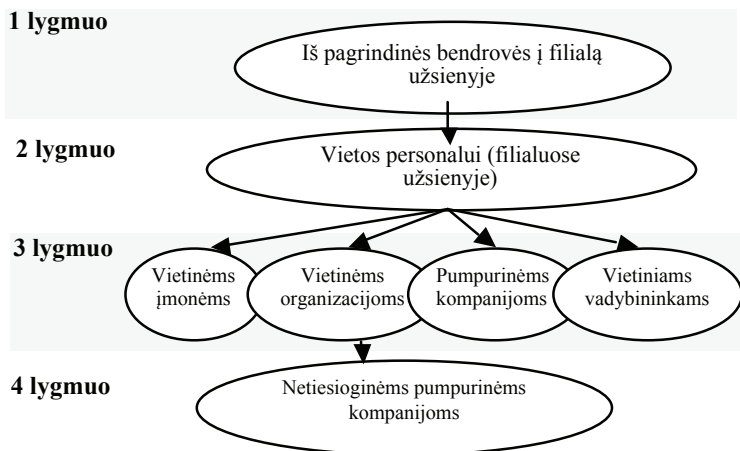 1 lygmuo
Iš pagrindinės bendrovės į filialą
užsienyje
2 lygmuo
Vietos personalui (filialuose
užsienyje)
3 lygmuo
Vietinėms
įmonėms
Vietinėms
organizacijoms
Pumpurinėms
kompanijoms
Vietiniams
vadybininkams
4 lygmuo
Netiesioginėms pumpurinėms
kompanijoms